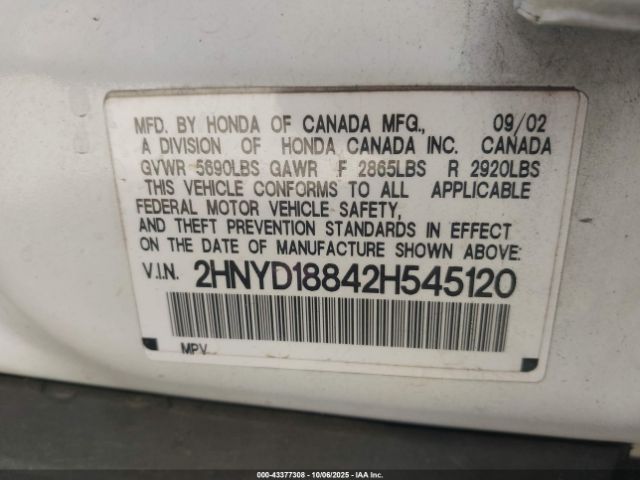 MFD. BY HONDA OF CANADA MFG., 09/02
A DIVISION OF HONDA CANADA INC. CANADA
GVWR 5690LBS GAWR F 2865LBS R 2920LBS
THIS VEHICLE CONFORMS TO ALL APPLICABLE
FEDERAL MOTOR VEHICLE SAFETY,
AND THEFT PREVENTION STANDARDS IN EFFECT
ON THE DATE OF MANUFACTURE SHOWN ABOVE:
V.I.N. 2HNYD18842H545120
MPV
000-43377308 - 10/06/2025 - IAA Inc.